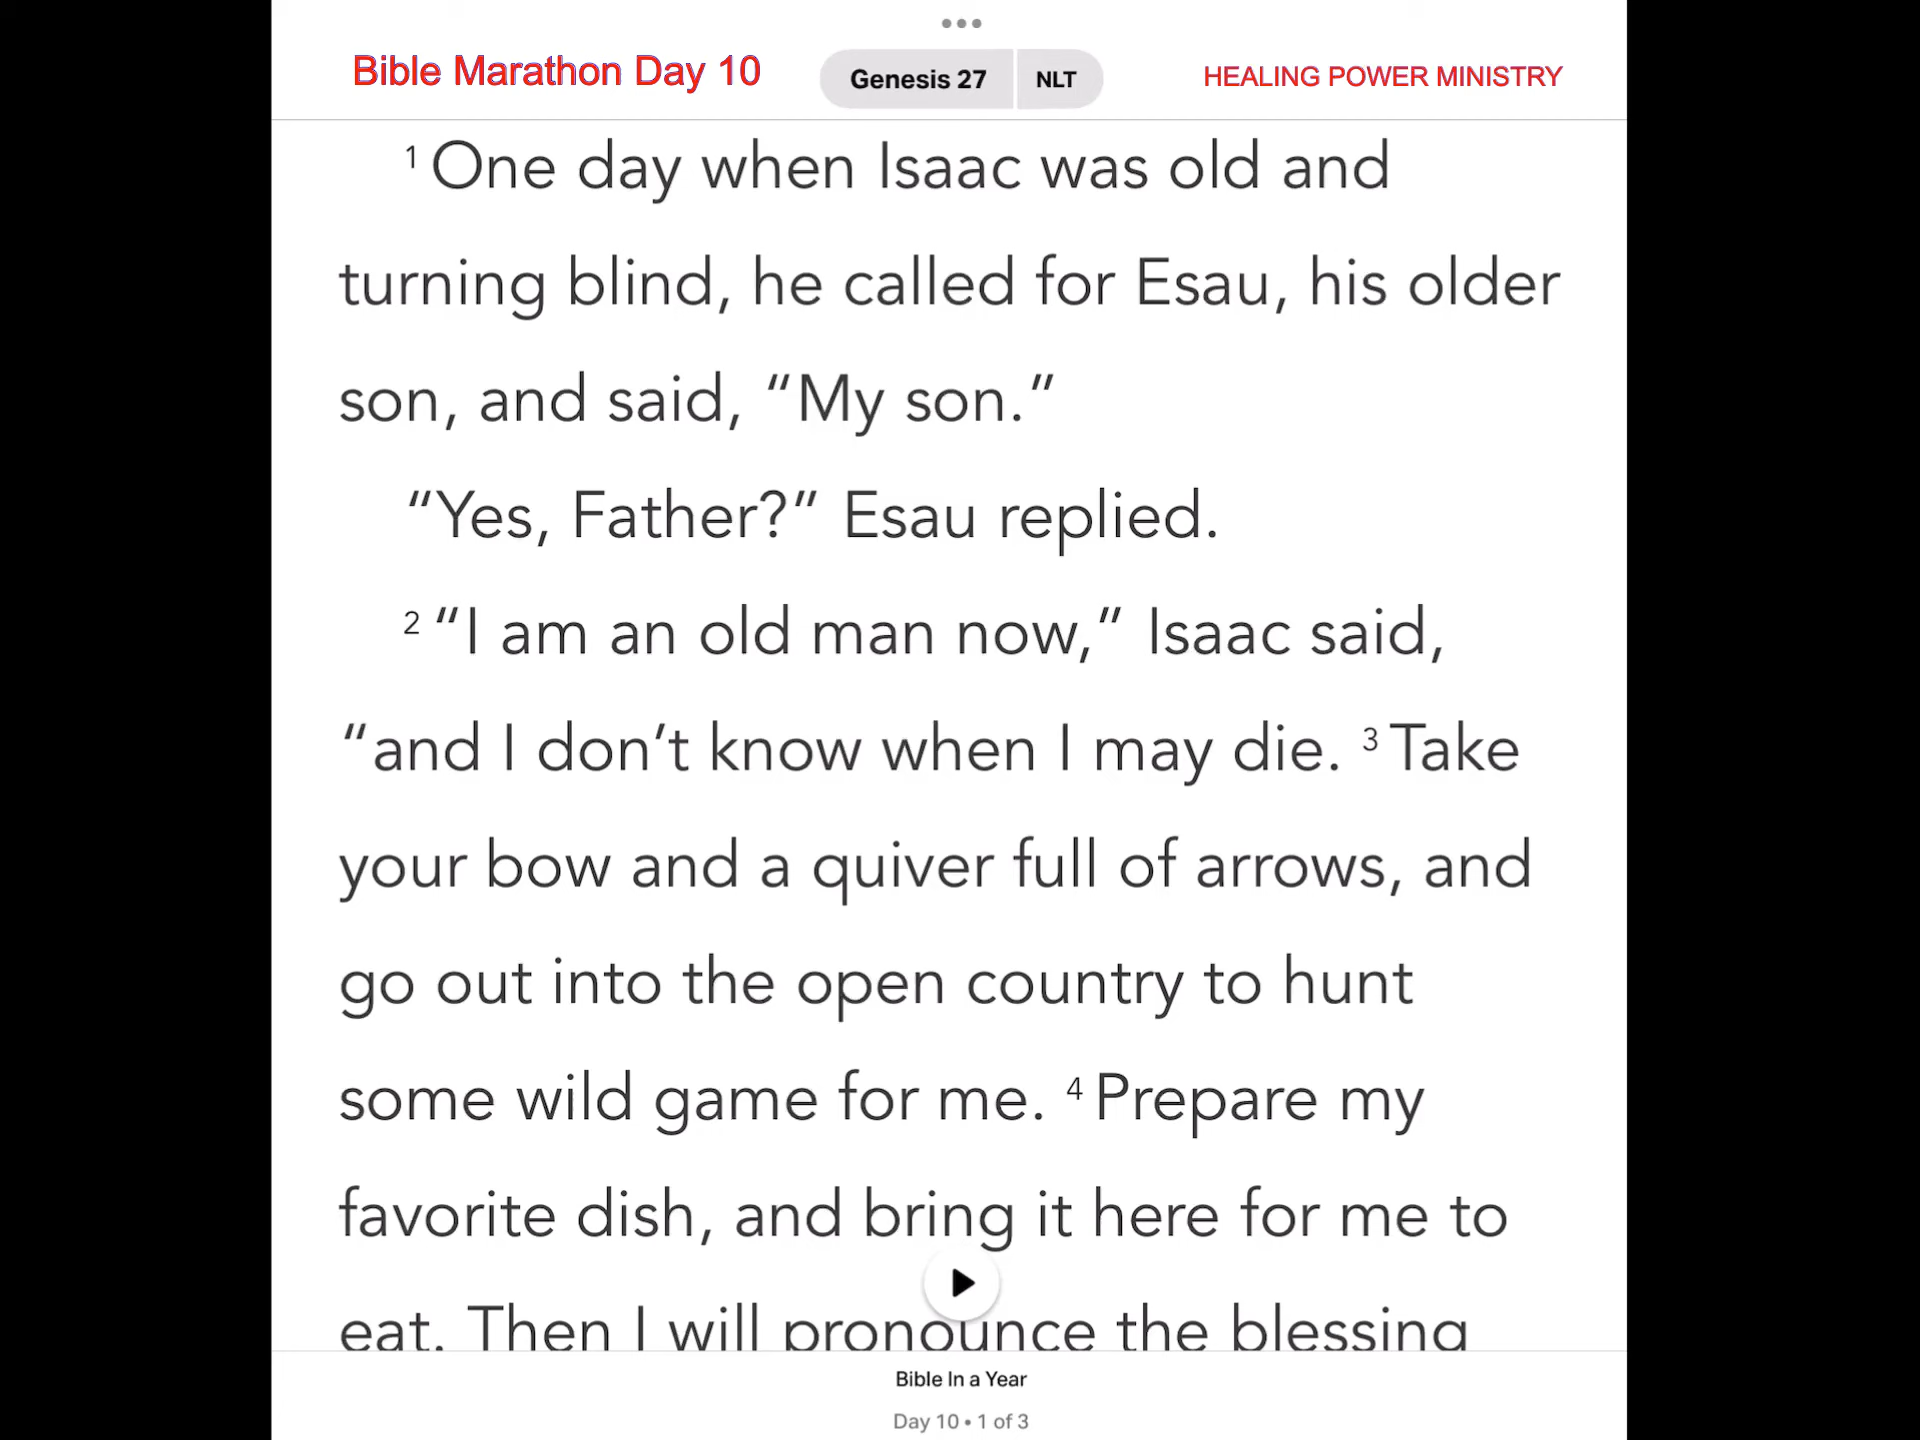 Bible Marathon Day 10
Genesis 27
NLT
HEALING POWER MINISTRY
1 One day when Isaac was old and
turning blind, he called for Esau, his older
son, and said, “My son.”
“Yes, Father?” Esau replied.
2 “I am an old man now,” Isaac said,
“and I don’t know when I may die. 3 Take
your bow and a quiver full of arrows, and
go out into the open country to hunt
some wild game for me. 4 Prepare my
favorite dish, and bring it here for me to
eat. Then I will pronounce the blessing
Bible In a Year
Day 10 • 1 of 3